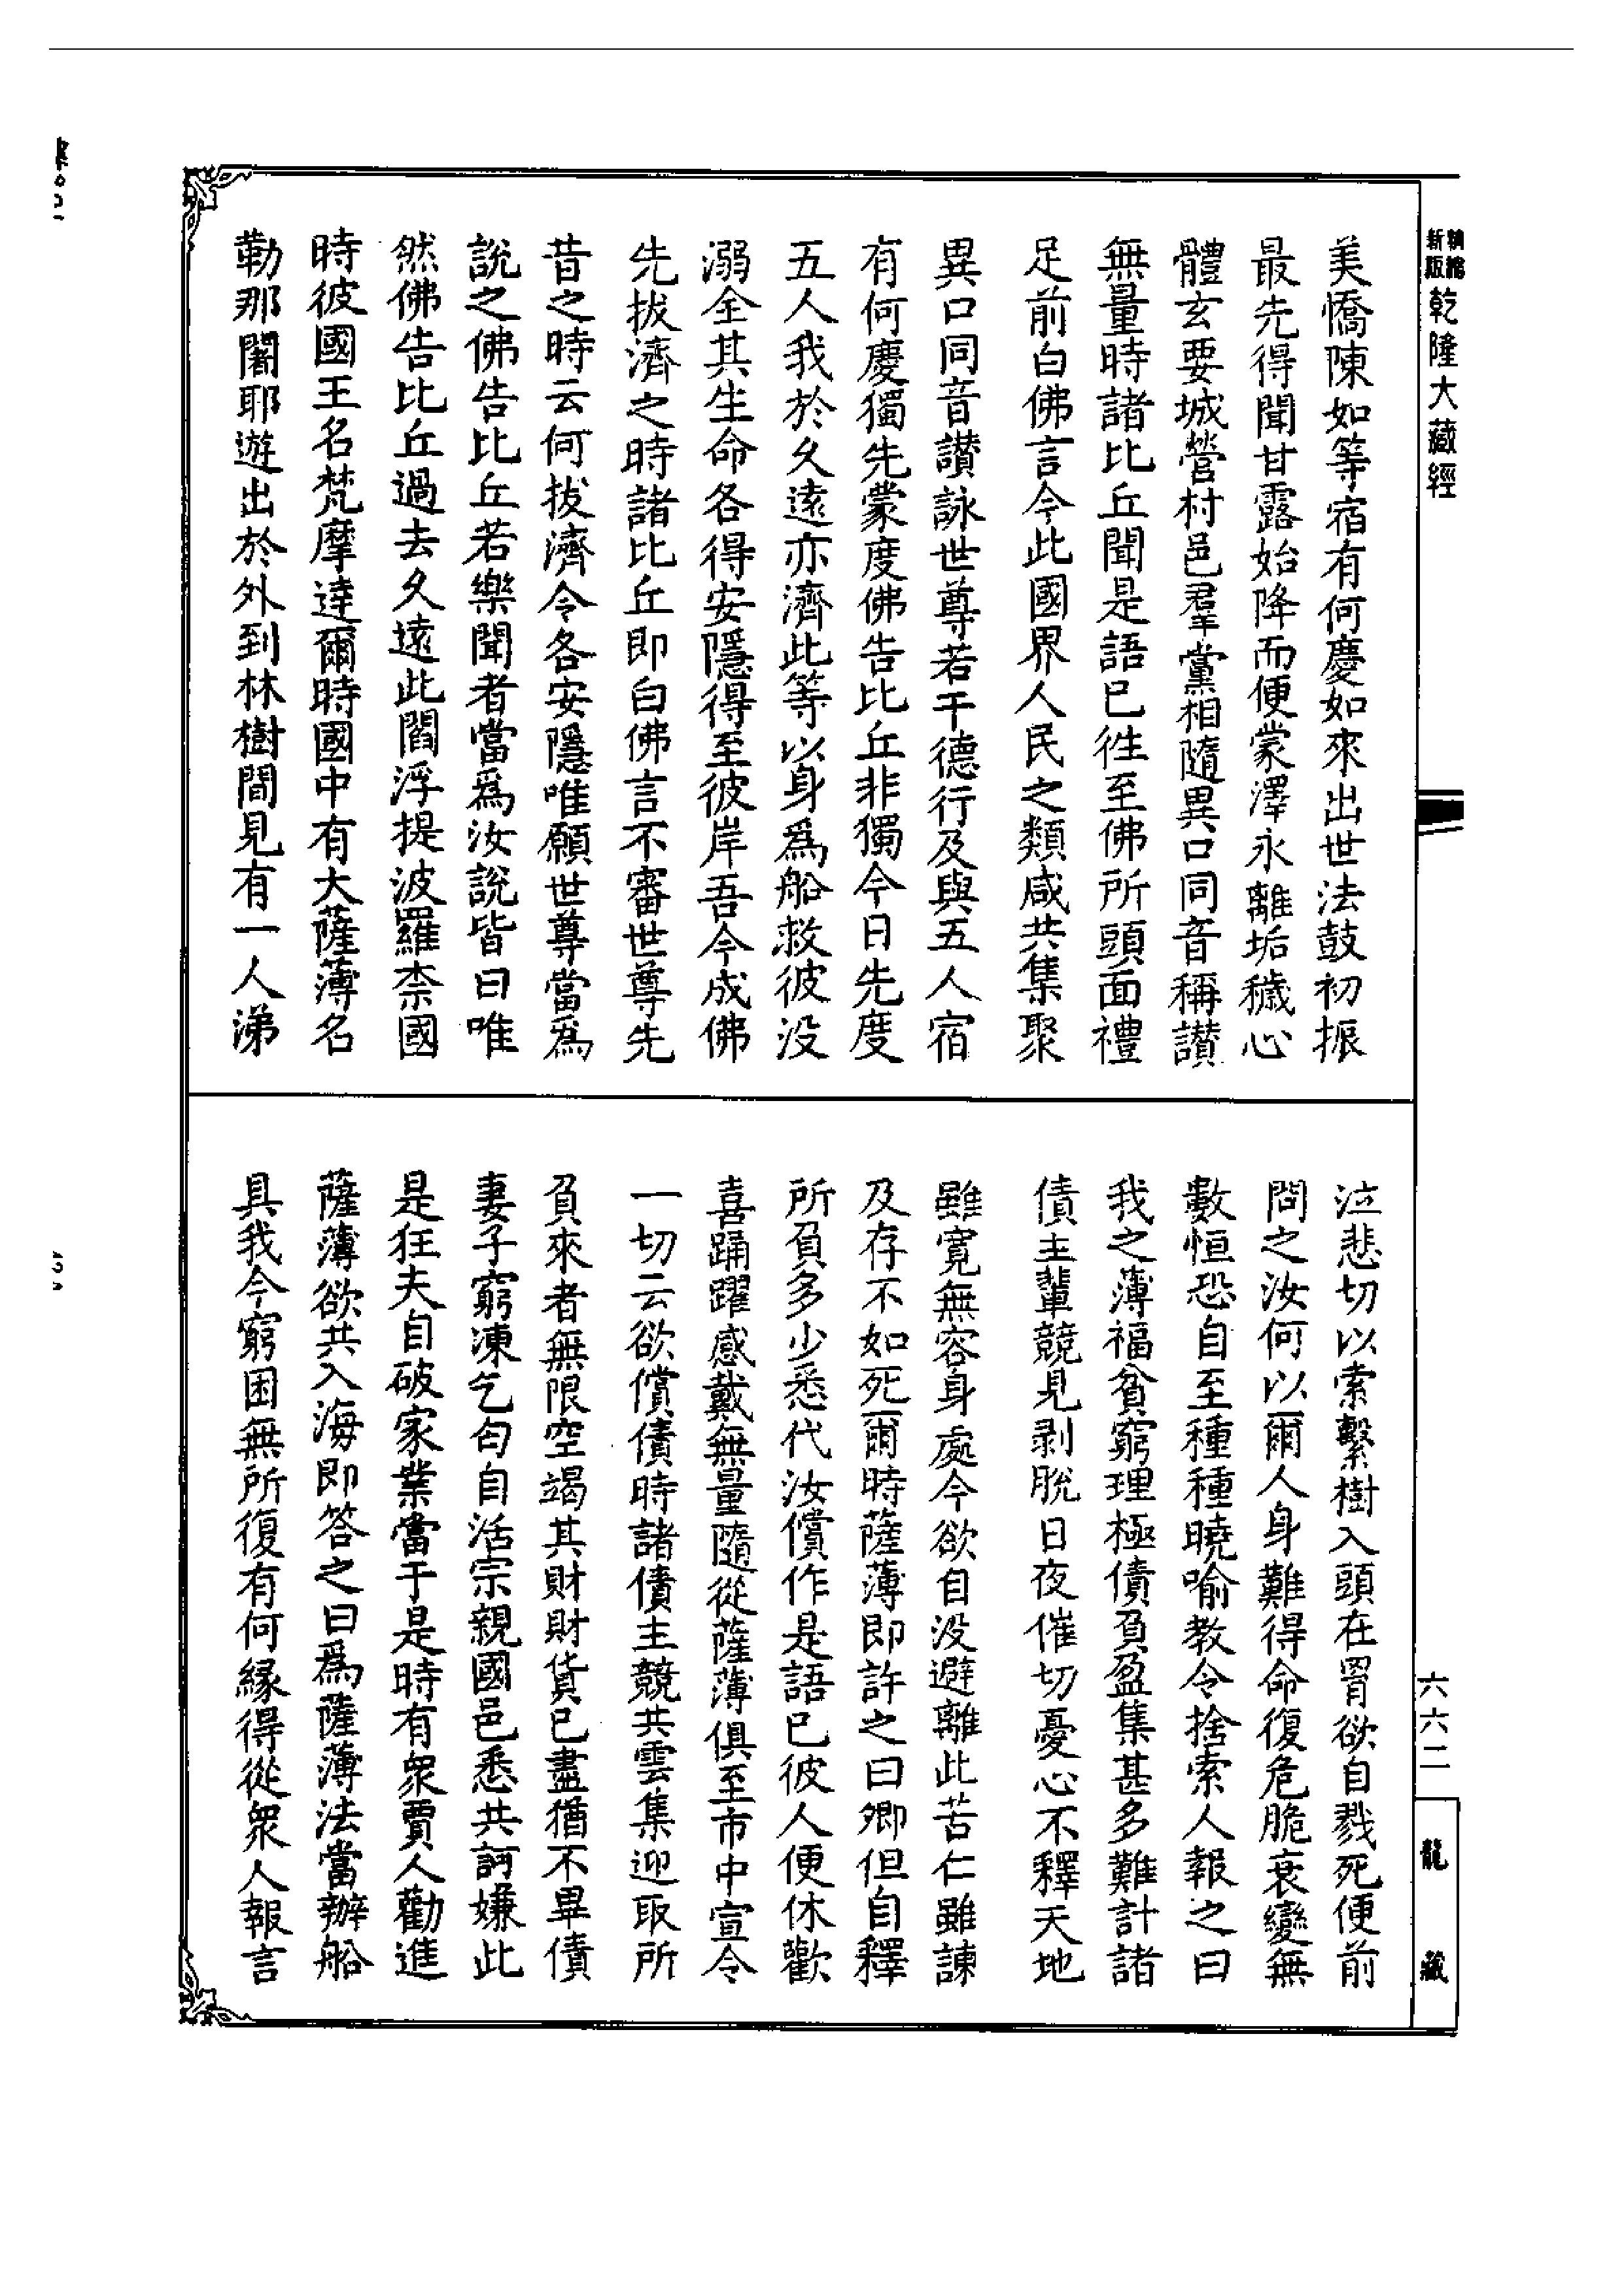 新版
精縮
乾隆大藏經
美憍陳如等宿有何慶如來出世法鼓初振
最先得聞甘露始降而便蒙澤永離垢穢心
體玄要城營村邑羣黨相隨異口同音稱讚
無量時諸比丘聞是語已往至佛所頭面禮
足前白佛言今此國界人民之類咸共集聚
異口同音讃詠世尊若干德行及與五人宿
有何慶獨先蒙度佛告比丘非獨今日先度
五人我於久遠亦濟此等以身爲船救彼没
溺全其生命各得安隱得至彼岸吾今成佛
先拔濟之時諸比丘即白佛言不審世尊先
昔之時云何拔濟令各安隱唯願世尊當爲
說之佛告比丘若樂聞者當爲汝說皆曰唯
然佛告比丘過去久遠此閻浮提波羅柰國
時彼國王名梵摩達爾時國中有大薩薄名
勒那闍耶遊出於外到林樹間見有一人涕
泣悲切以索繫樹入頭在罥欲自戮死便前
問之汝何以爾人身難得命復危脆衰變無
數恒恐自至種種曉喻教令捨索人報之曰
我之薄福貧窮理極債負盈集甚多難計諸
債主輩競見剥脫日夜催切憂心不釋天地
雖寬無容身處今欲自没避離此苦仁雖諫
及存不如死爾時薩薄即許之曰卿但自釋
所負多少悉代汝償作是語已彼人便休歡
喜踊躍感戴無量隨從薩薄俱至市中宣令
一切云欲償債時諸債主競共雲集迎取所
負來者無限空竭其財財貨已盡猶不畢債
妻子窮凍乞匄自活宗親國邑悉共訶嫌此
是狂夫自破家業當于是時有衆賈人勸進
薩薄欲共入海即答之曰爲薩薄法當辦船
具我今窮困無所復有何緣得從衆人報言
六六二
龍藏